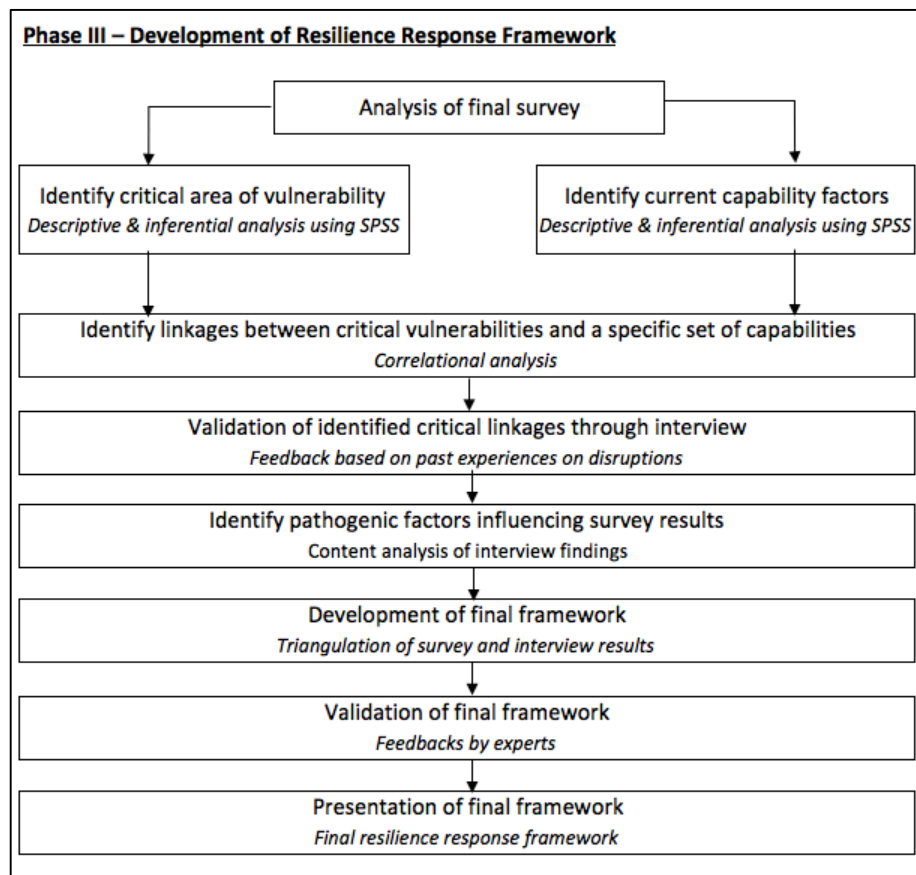 Phase III – Development of Resilience Response Framework
Analysis of final survey
Identify critical area of vulnerability
Descriptive & inferential analysis using SPSS
Identify current capability factors
Descriptive & inferential analysis using SPSS
Identify linkages between critical vulnerabilities and a specific set of capabilities
Correlational analysis
Validation of identified critical linkages through interview
Feedback based on past experiences on disruptions
Identify pathogenic factors influencing survey results
Content analysis of interview findings
Development of final framework
Triangulation of survey and interview results
Validation of final framework
Feedbacks by experts
Presentation of final framework
Final resilience response framework